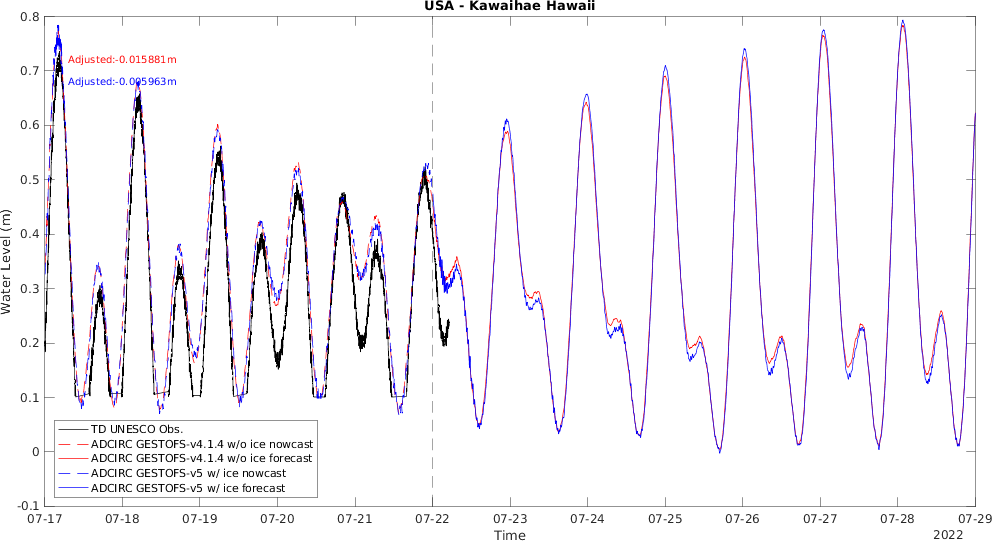 USA - Kawaihae Hawaii
0.8
0.7
0.6
0.5
0.4
0.3
0.2
0.1
0
-0.1
Water Level (m)
Adjusted:-0.015881m
Adjusted:-0.005963m
TD UNESCO Obs.
ADCIRC GESTOFS-v4.1.4 w/o ice nowcast
ADCIRC GESTOFS-v4.1.4 w/o ice forecast
ADCIRC GESTOFS-v5 w/ ice nowcast
ADCIRC GESTOFS-v5 w/ ice forecast
07-17 07-18 07-19 07-20 07-21 07-22 07-23 07-24 07-25 07-26 07-27 07-28 07-29
Time
2022